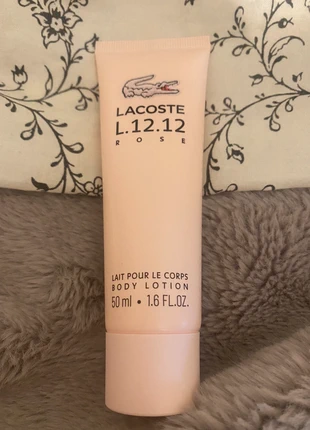 LACOSTE
L.12.12
ROSE
LAIT POUR LE CORPS
BODY LOTION
50 ml • 1.6 FL.OZ.